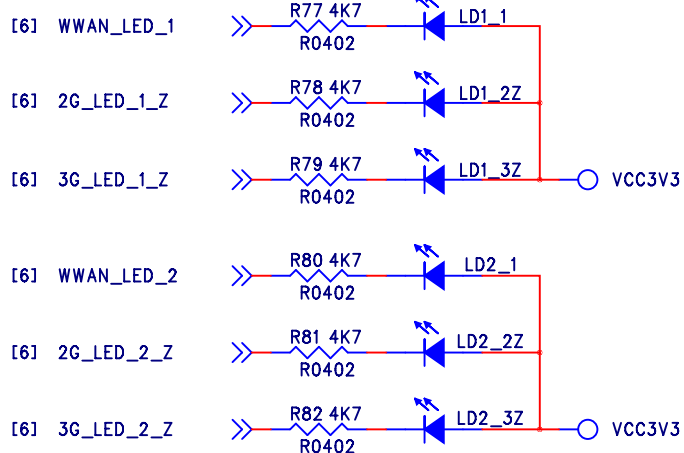 R77 4K7
[6] WWAN_LED_1 LD1_1
R0402
R78 4K7
[6] 2G_LED_1_Z LD1_2Z
R0402
R79 4K7
[6] 3G_LED_1_Z LD1_3Z VCC3V3
R0402
R80 4K7
[6] WWAN_LED_2 LD2_1
R0402
R81 4K7
[6] 2G_LED_2_Z LD2_2Z
R0402
R82 4K7
[6] 3G_LED_2_Z LD2_3Z VCC3V3
R0402